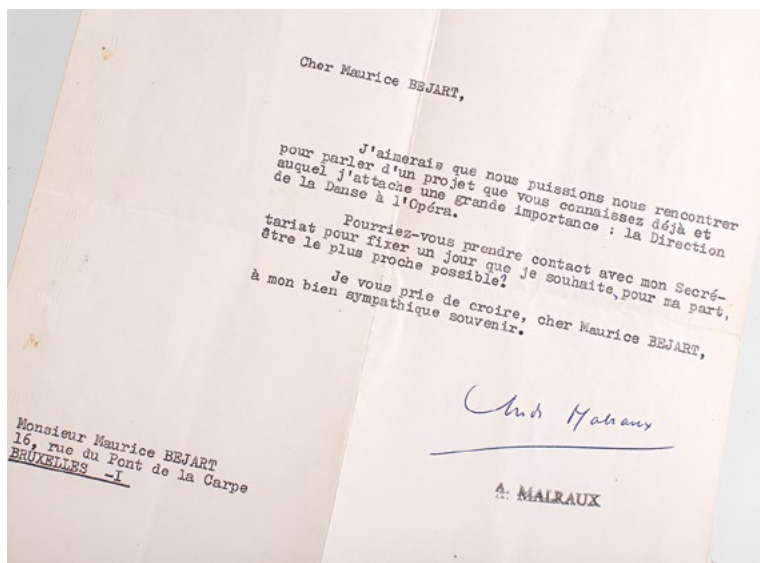 Cher Maurice BEJART,
J'aimerais que nous puissions nous rencontrer
pour parler d'un projet que vous connaissez déjà et
auquel j'attache une grande importance : la Direction
de la Danse à l'Opéra.
Pourriez-vous prendre contact avec mon Secré-
tariat pour fixer un jour que je souhaite, pour ma part,
être le plus proche possible?
Je vous prie de croire, cher Maurice BEJART,
à mon bien sympathique souvenir.
André Malraux
A. MALRAUX
Monsieur Maurice BEJART
16, rue du Pont de la Carpe
BRUXELLES -I